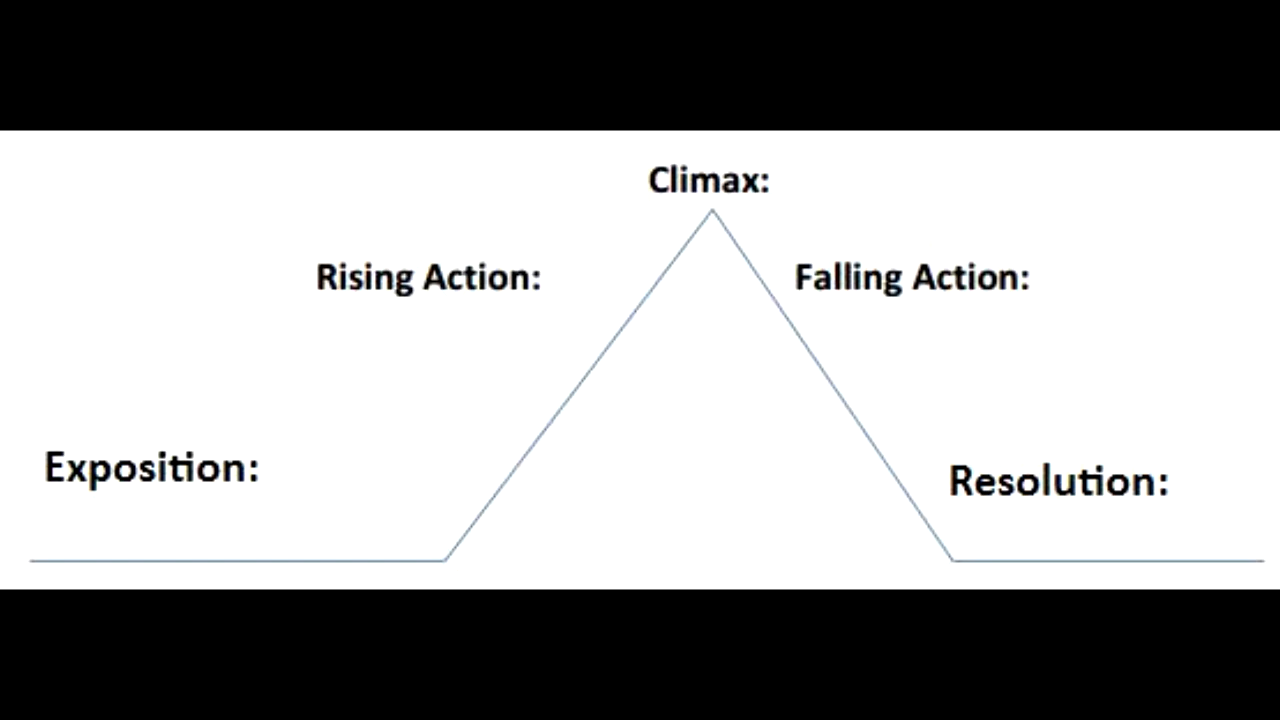 Climax:
Rising Action:
Falling Action:
Exposition:
Resolution: